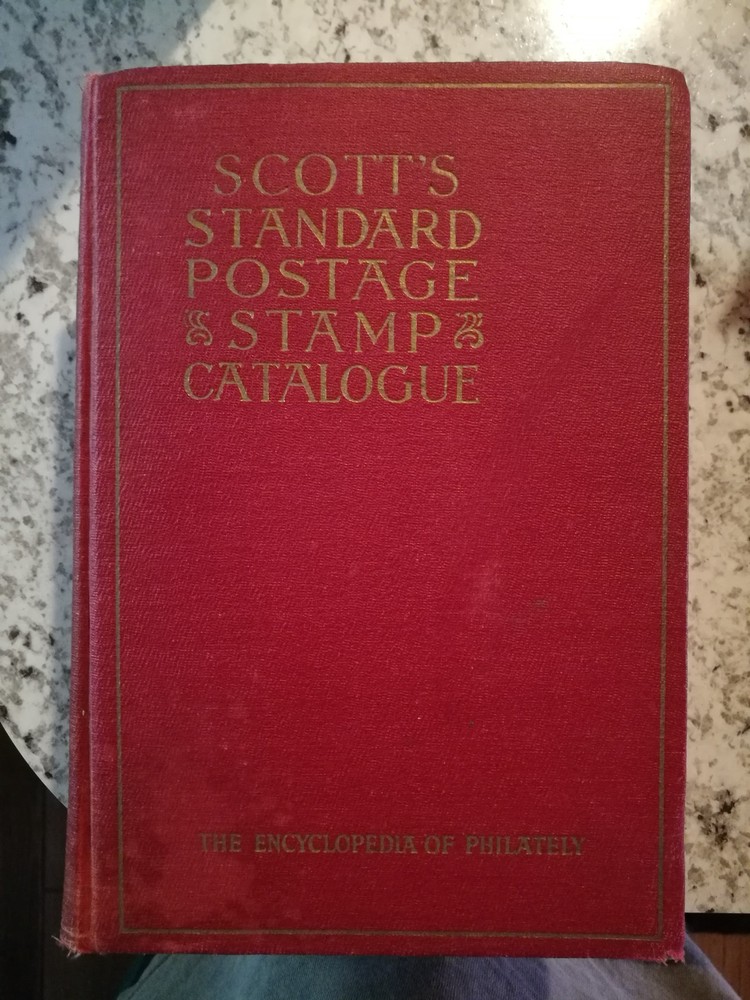 SCOTT'S
STANDARD
POSTAGE
STAMP
CATALOGUE
THE ENCYCLOPEDIA OF PHILATELY